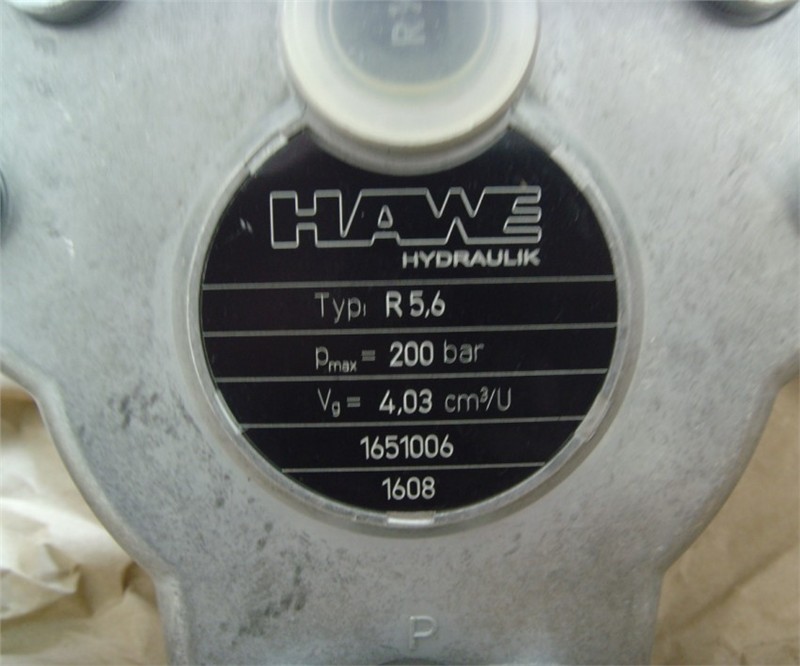 HAWE
HYDRAULIK
Typ: R 5,6
pmax = 200 bar
Vg = 4,03 cm³/U
1651006
1608
P